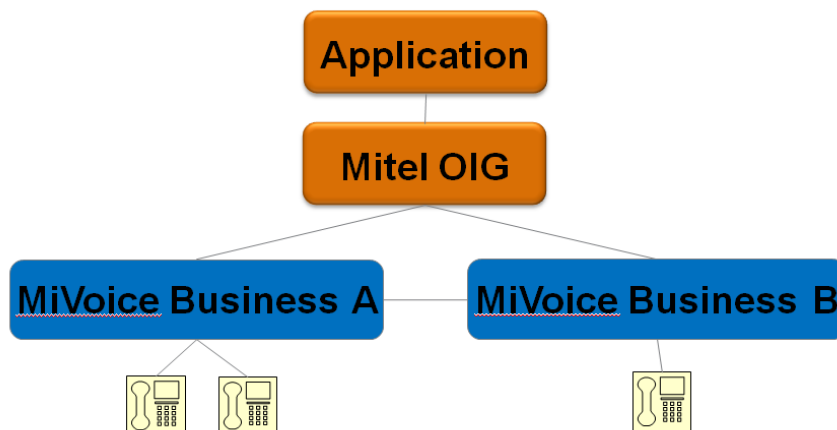 Application
Mitel OIG
MiVoice Business A
MiVoice Business B